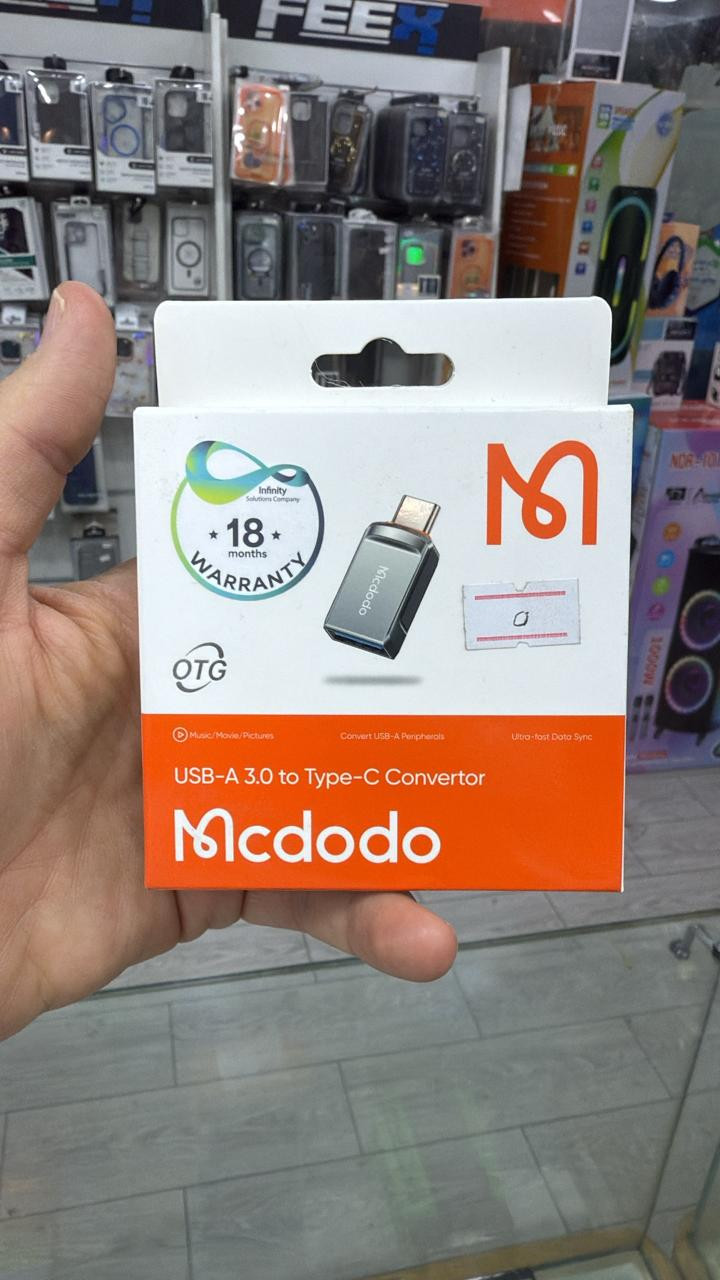 FEEX
Infinity
Solutions Company
18
months
WARRANTY
Mcdodo
OTG
Music/Movie/Pictures
Convert USB-A Peripherals
Ultra-fast Data Sync
USB-A 3.0 to Type-C Convertor
Mcdodo
1000W